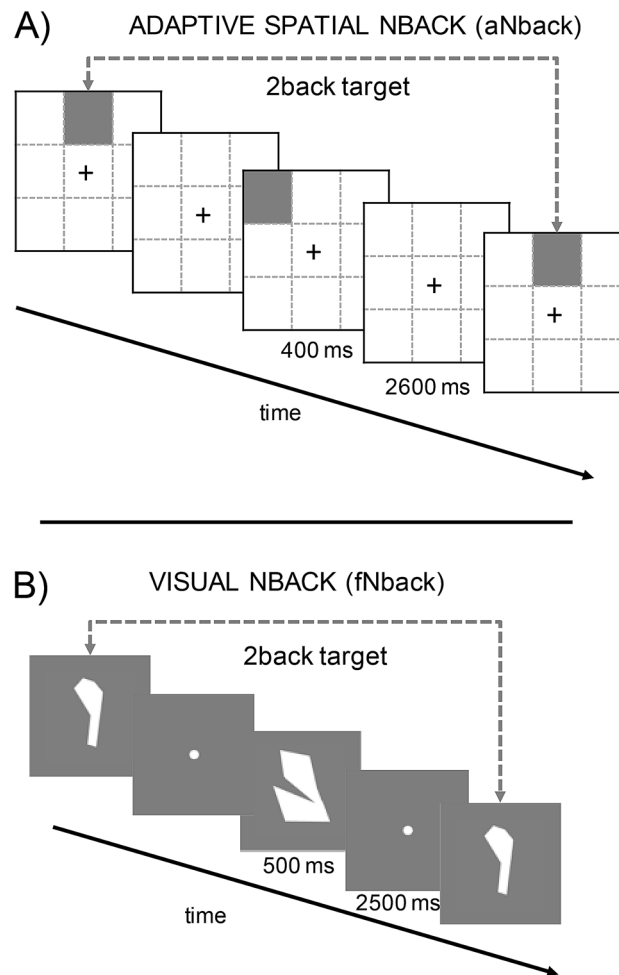 A)
ADAPTIVE SPATIAL NBACK (aNback)
2back target
+
+
+
+
+
400 ms
2600 ms
time
B)
VISUAL NBACK (fNback)
2back target
500 ms
2500 ms
time